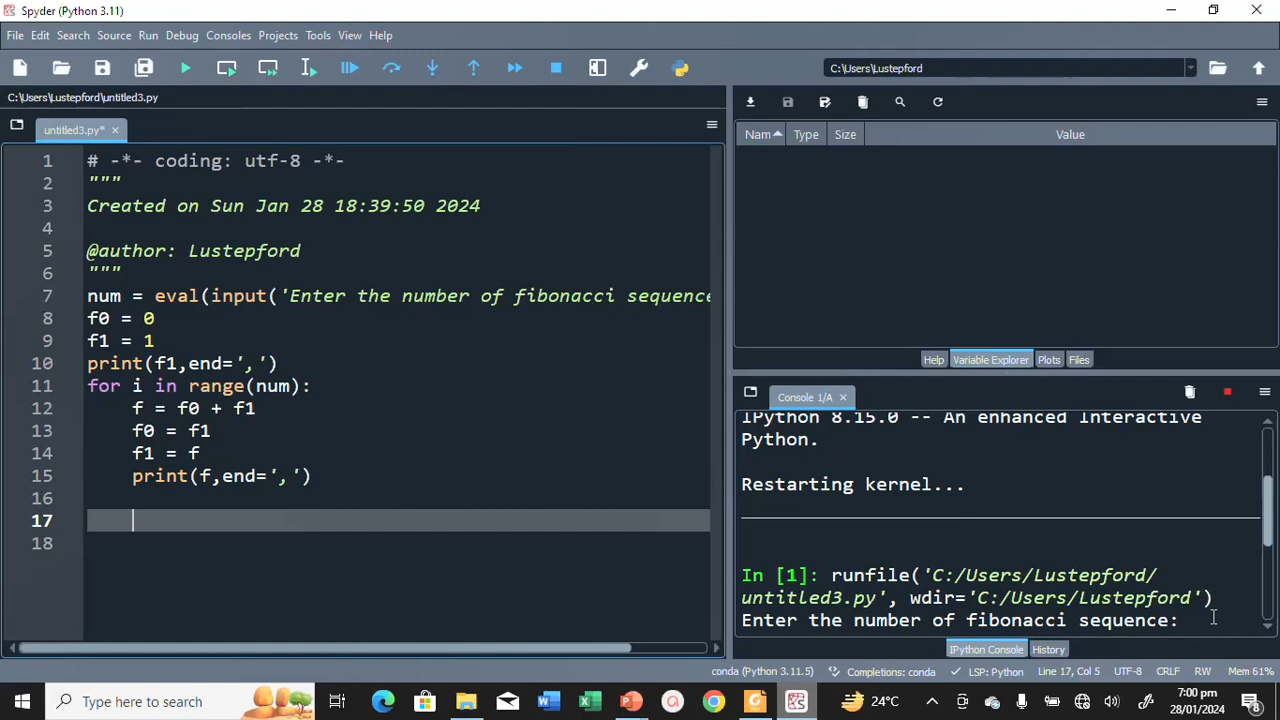 Spyder (Python 3.11)
File Edit Search Source Run Debug Consoles Projects Tools View Help
C:\Users\Lustepford
C:\Users\Lustepford\untitled3.py
untitled3.py*
1 # -*- coding: utf-8 -*-
2 """
3 Created on Sun Jan 28 18:39:50 2024
4
5 @author: Lustepford
6 """
7 num = eval(input('Enter the number of fibonacci sequence
8 f0 = 0
9 f1 = 1
10 print(f1,end=',')
11 for i in range(num):
12 f = f0 + f1
13 f0 = f1
14 f1 = f
15 print(f,end=',')
16
17
18
Nam Type Size Value
Help Variable Explorer Plots Files
Console 1/A
IPython 8.15.0 -- An enhanced Interactive
Python.
Restarting kernel...
In [1]: runfile('C:/Users/Lustepford/
untitled3.py', wdir='C:/Users/Lustepford')
Enter the number of fibonacci sequence:
IPython Console History
conda (Python 3.11.5) Completions: conda LSP: Python Line 17, Col 5 UTF-8 CRLF RW Mem 61%
Type here to search
24°C
7:00 pm
28/01/2024